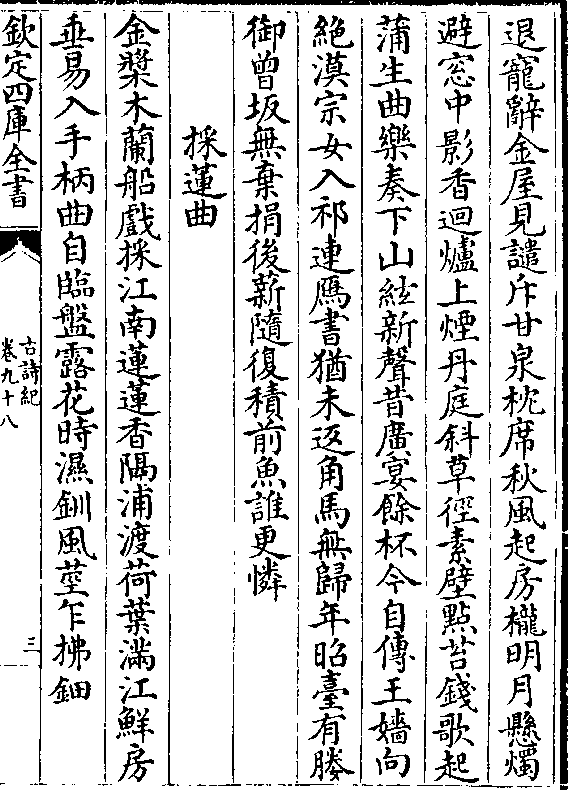 退寵辭金屋見譴斥甘泉枕席秋風起房櫳明月懸燭
避窓中影香迴爐上煙丹庭斜草徑素壁點苔錢歌起
蒲生曲樂奏下山絃新聲昔廣宴餘杯今自傳王嬙向
絶漠宗女入祁連鴈書猶未返角馬無歸年昭臺有媵
御曾坂無棄捐後薪隨復積前魚誰更憐
採蓮曲
金槳木蘭船戲採江南蓮蓮香隔浦渡荷葉滿江鮮房
垂易入手柄曲自臨盤露花時濕釧風莖乍拂鈿
欽定四庫全書
古詩紀
卷九十八
三